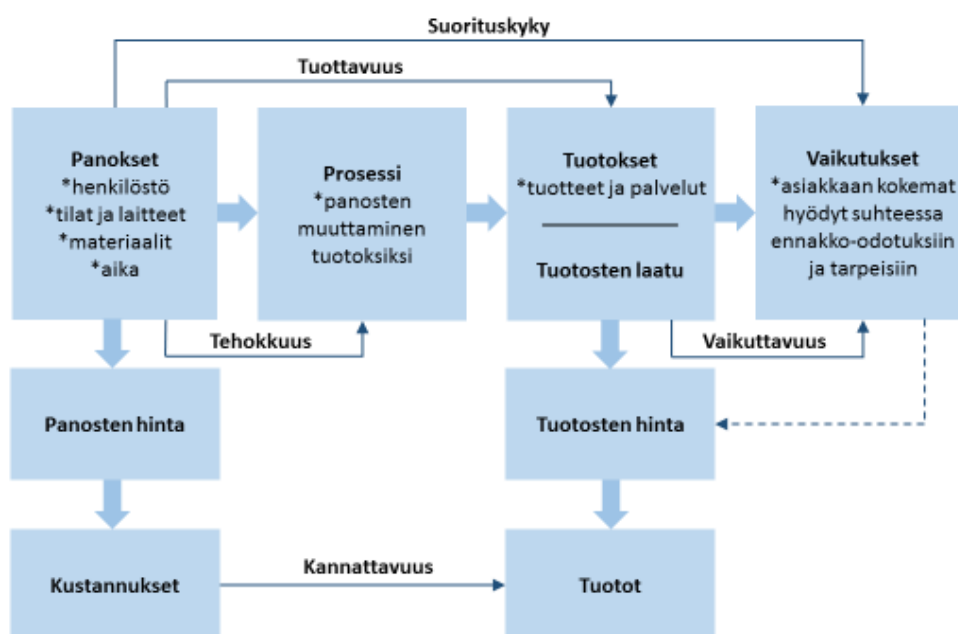 Suorituskyky
Tuottavuus
Panokset
*henkilöstö
*tilat ja laitteet
*materiaalit
*aika
Prosessi
*panosten
muuttaminen
tuotoksiksi
Tuotokset
*tuotteet ja palvelut
Tuotosten laatu
Vaikutukset
*asiakkaan kokemat
hyödyt suhteessa
ennakko-odotuksiin
ja tarpeisiin
Tehokkuus
Vaikuttavuus
Panosten hinta
Tuotosten hinta
Kustannukset
Kannattavuus
Tuotot